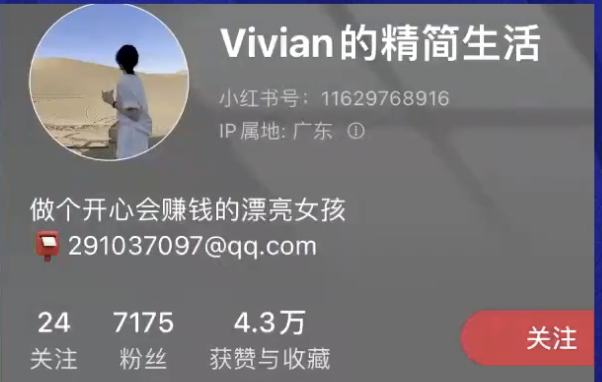 Vivian的精简生活
小红书号：11629768916
IP属地: 广东 ⓘ
做个开心会赚钱的漂亮女孩
📮 291037097@qq.com
24 7175 4.3万
关注 粉丝 获赞与收藏
关注